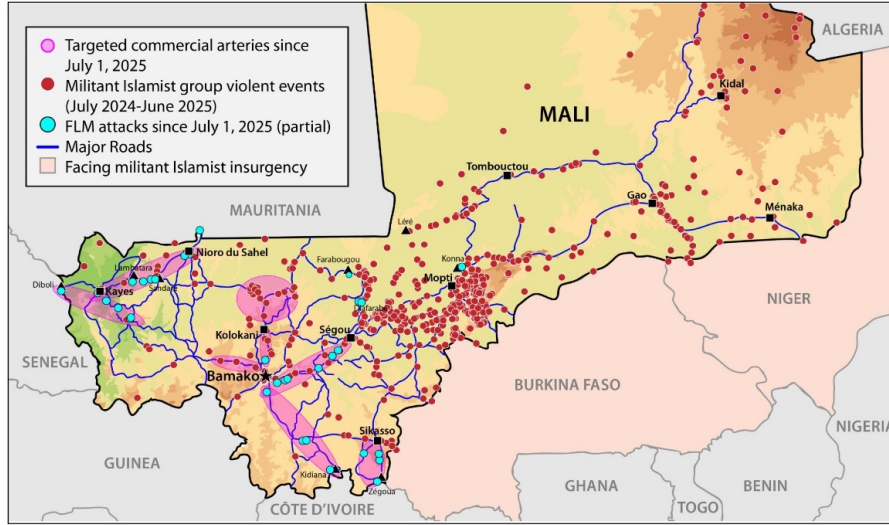 Targeted commercial arteries since
July 1, 2025
Militant Islamist group violent events
(July 2024-June 2025)
FLM attacks since July 1, 2025 (partial)
Major Roads
Facing militant Islamist insurgency
ALGERIA
Kidal
MALI
Tombouctou
Gao
Ménaka
MAURITANIA
Léré
Nioro du Sahel
Farabougou
Konna
Lambatara
Sandaré
Diboli
Kayes
Mopti
NIGER
Kolokani
Ségou
SENEGAL
Bamako
BURKINA FASO
NIGERIA
Sikasso
GUINEA
Kidiana
Zégoua
GHANA
BENIN
TOGO
CÔTE D'IVOIRE